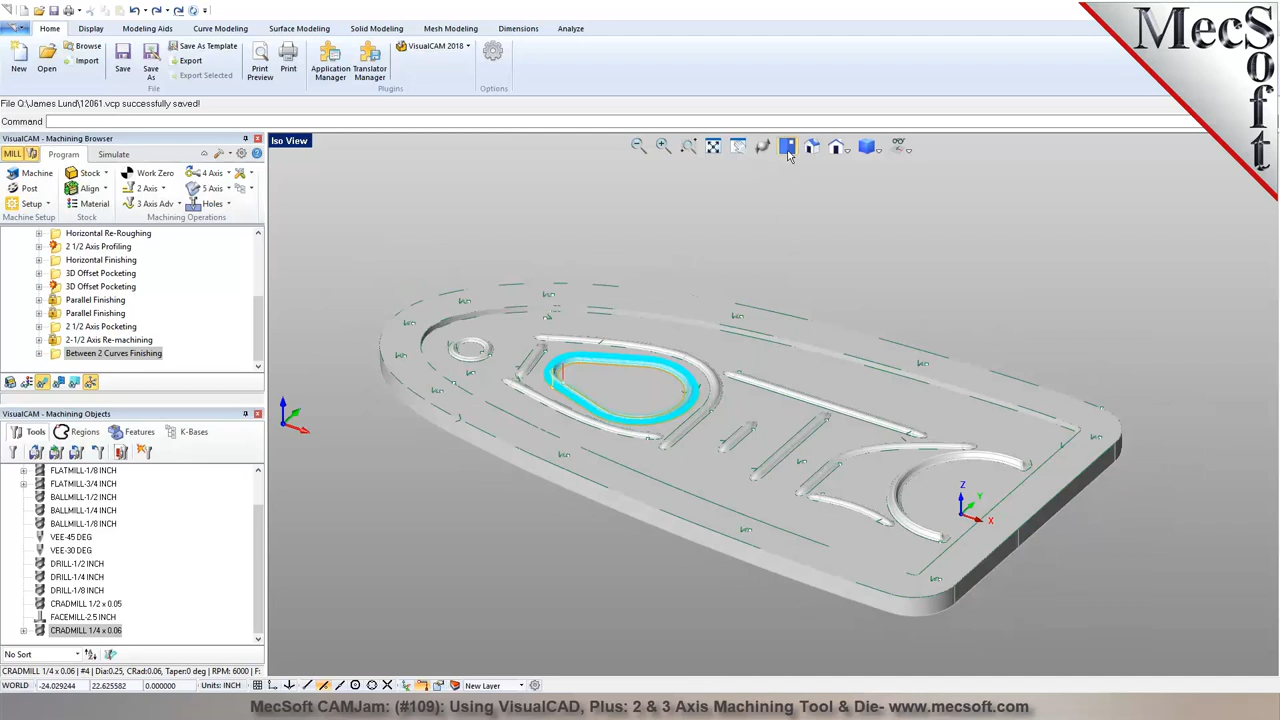 Home Display Modeling Aids Curve Modeling Surface Modeling Solid Modeling Mesh Modeling Dimensions Analyze
New
Open
Browse
Import
Save
Save As
Save As Template
Export
Export Selected
Print Preview
Print
Application Manager
Translator Manager
VisualCAM 2018
File
Plugins
Options
File Q:\James Lund\12061.vcp successfully saved!
Command
VisualCAM - Machining Browser
MILL Program Simulate
Machine Stock Work Zero 4 Axis
Post Align 2 Axis 5 Axis
Setup Material 3 Axis Adv Holes
Machine Setup Stock Machining Operations
Horizontal Re-Roughing
2 1/2 Axis Profiling
Horizontal Finishing
3D Offset Pocketing
3D Offset Pocketing
Parallel Finishing
Parallel Finishing
2 1/2 Axis Pocketing
2-1/2 Axis Re-machining
Between 2 Curves Finishing
VisualCAM - Machining Objects
Tools Regions Features K-Bases
FLATMILL-1/8 INCH
FLATMILL-3/4 INCH
BALLMILL-1/2 INCH
BALLMILL-1/4 INCH
BALLMILL-1/8 INCH
VEE-45 DEG
VEE-30 DEG
DRILL-1/2 INCH
DRILL-1/4 INCH
DRILL-1/8 INCH
CRADMILL 1/2 x 0.05
FACEMILL-2.5 INCH
CRADMILL 1/4 x 0.06
No Sort
CRADMILL 1/4 x 0.06 | #4 | Dia:0.25, CRad:0.06, Taper:0 deg | RPM: 6000 | F:
WORLD -24.029244 22.625582 0.000000 Units: INCH New Layer
Iso View
Z
Y
X
MecSoft
MecSoft CAMJam: (#109): Using VisualCAD, Plus: 2 & 3 Axis Machining Tool & Die- www.mecsoft.com